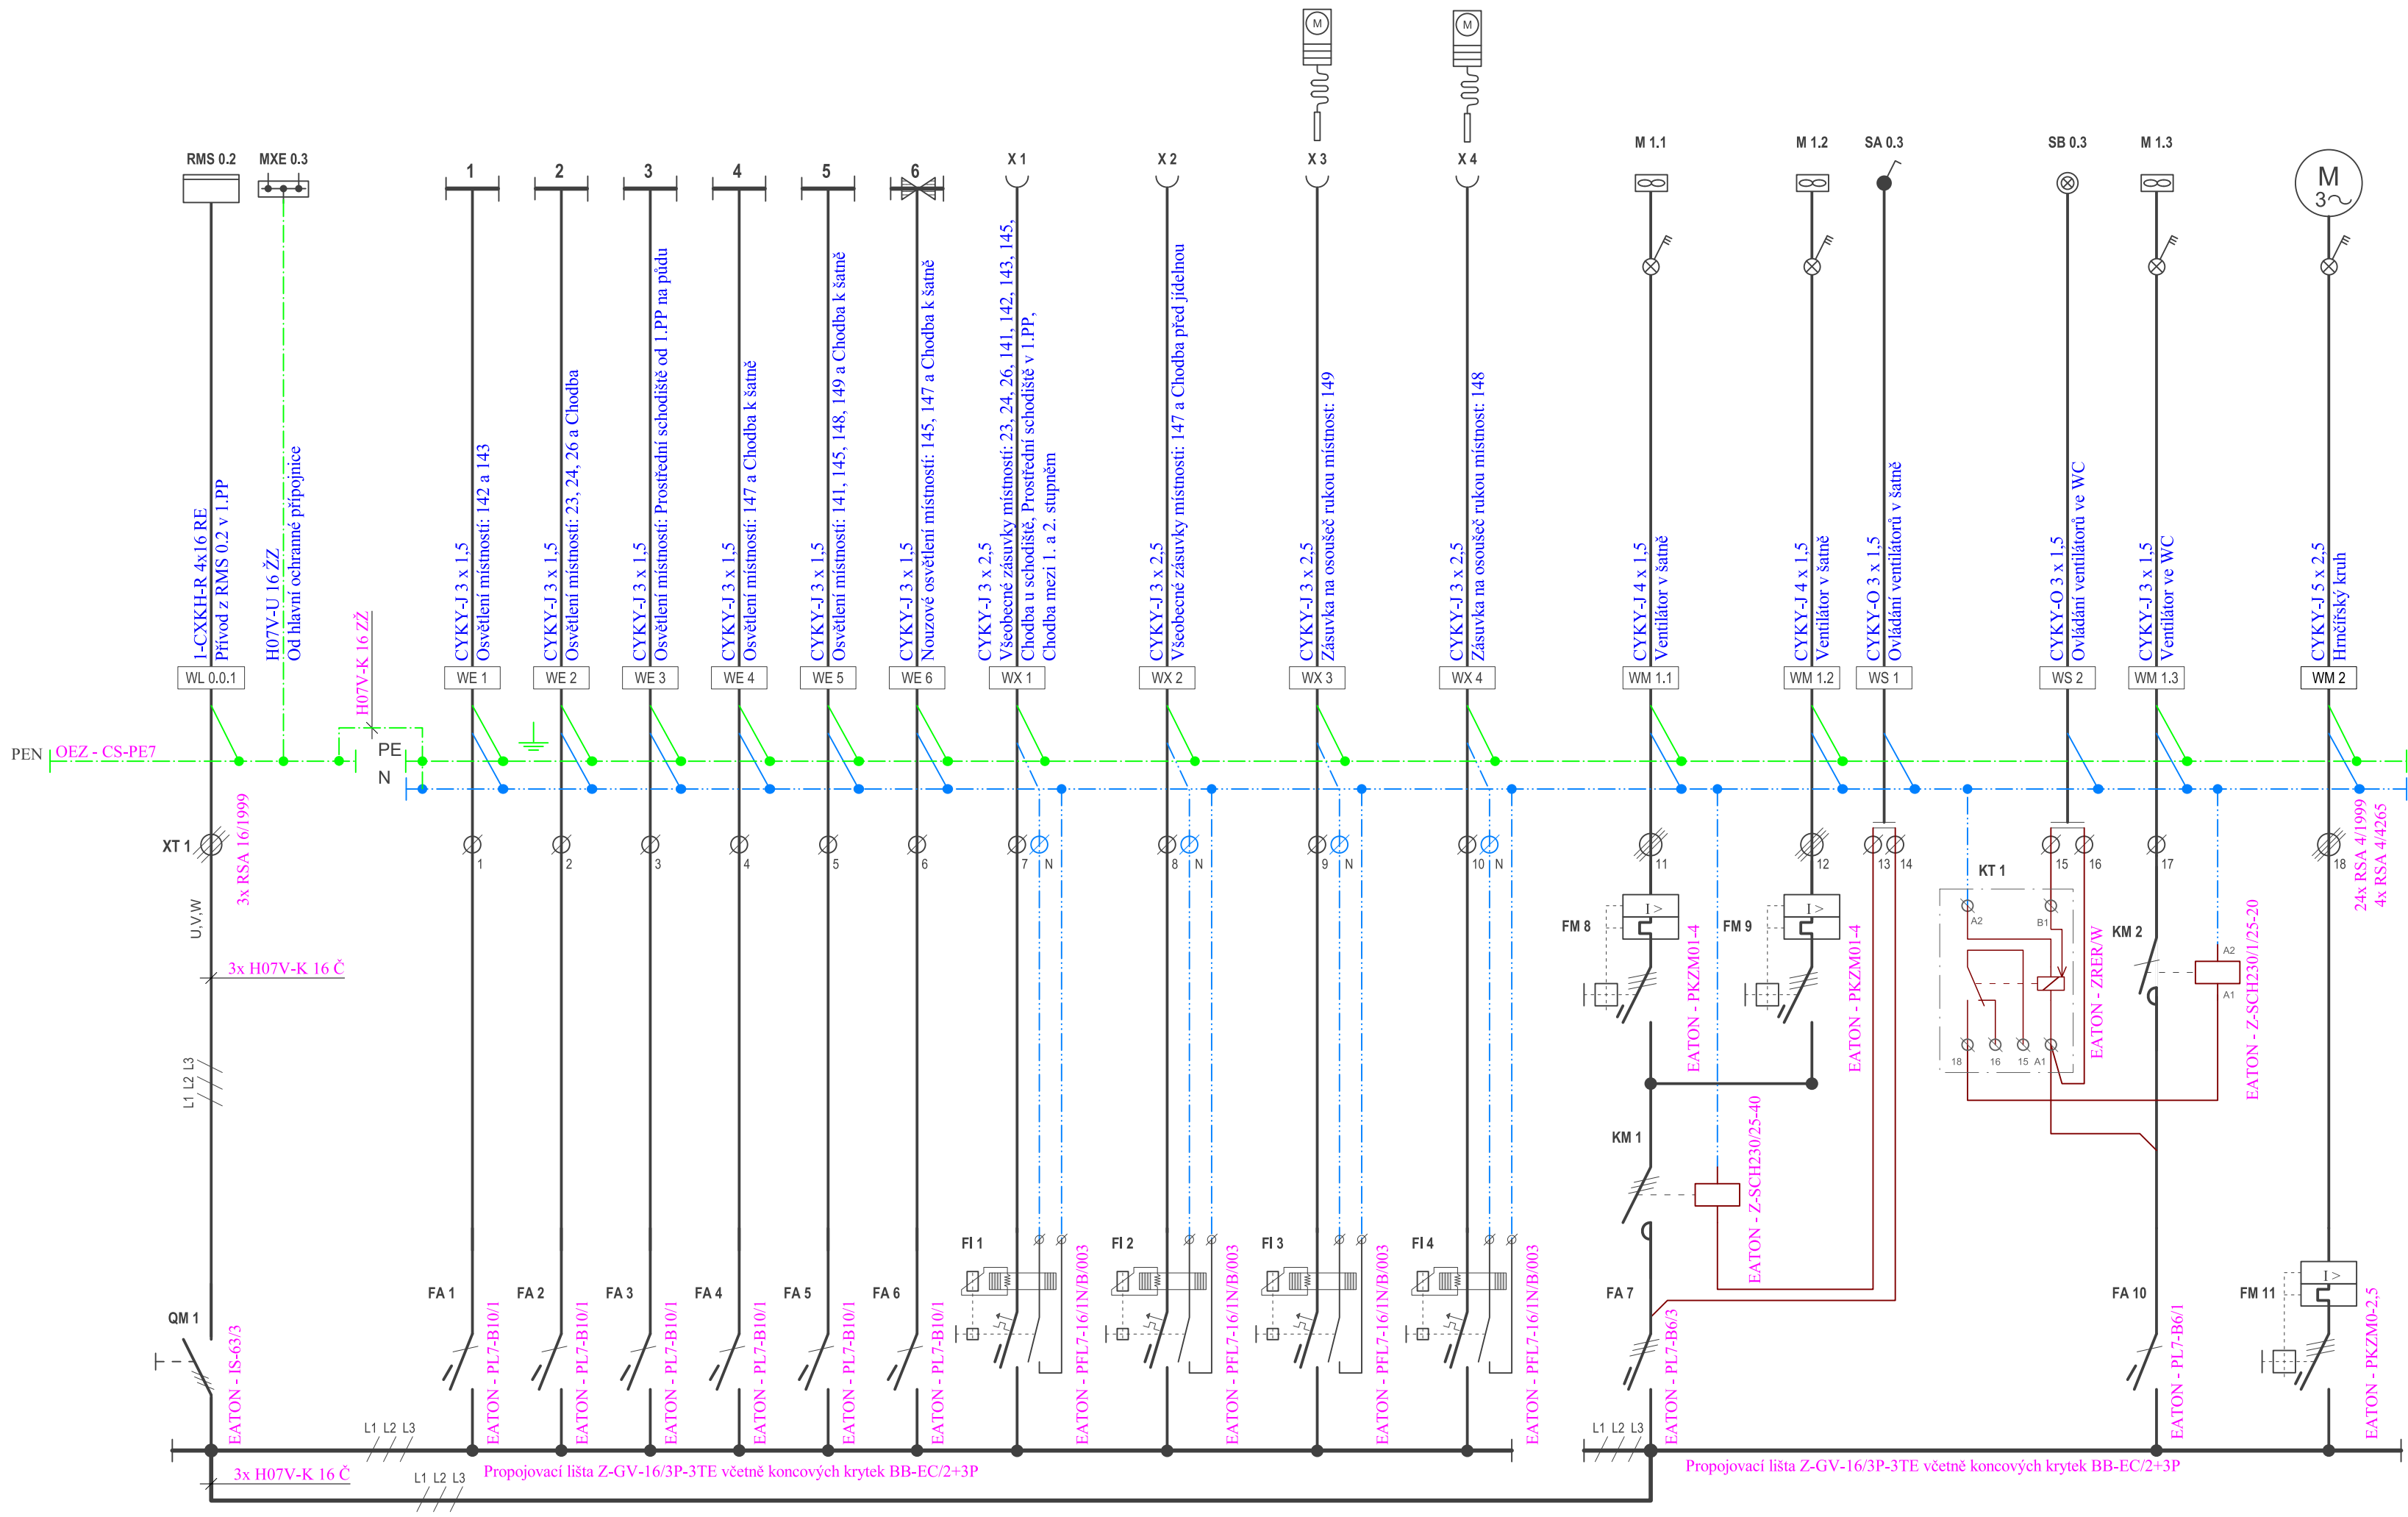 M
M
RMS 0.2
MXE 0.3
1
2
3
4
5
6
X 1
X 2
X 3
X 4
M 1.1
M 1.2
SA 0.3
SB 0.3
M 1.3
M
3~
1-CXKH-R 4x16 RE
Přívod z RMS 0.2 v 1.PP
H07V-U 16 ŽZ
Od hlavní ochranné přípojnice
H07V-K 16 ZŽ
CYKY-J 3 x 1,5
Osvětlení místností: 142 a 143
CYKY-J 3 x 1,5
Osvětlení místností: 23, 24, 26 a Chodba
CYKY-J 3 x 1,5
Osvětlení místností: Prostřední schodiště od 1.PP na půdu
CYKY-J 3 x 1,5
Osvětlení místností: 147 a Chodba k šatně
CYKY-J 3 x 1,5
Osvětlení místností: 141, 145, 148, 149 a Chodba k šatně
CYKY-J 3 x 1,5
Nouzové osvětlení místností: 145, 147 a Chodba k šatně
CYKY-J 3 x 2,5
Všeobecné zásuvky místností: 23, 24, 26, 141, 142, 143, 145,
Chodba u schodiště, Prostřední schodiště v 1.PP,
Chodba mezi 1. a 2. stupněm
CYKY-J 3 x 2,5
Všeobecné zásuvky místností: 147 a Chodba před jídelnou
CYKY-J 3 x 2,5
Zásuvka na osoušeč rukou místnost: 149
CYKY-J 3 x 2,5
Zásuvka na osoušeč rukou místnost: 148
CYKY-J 4 x 1,5
Ventilátor v šatně
CYKY-J 4 x 1,5
Ventilátor v šatně
CYKY-O 3 x 1,5
Ovládání ventilátorů v šatně
CYKY-O 3 x 1,5
Ovládání ventilátorů ve WC
CYKY-J 3 x 1,5
Ventilátor ve WC
CYKY-J 5 x 2,5
Hrnčířský kruh
WL 0.0.1
WE 1
WE 2
WE 3
WE 4
WE 5
WE 6
WX 1
WX 2
WX 3
WX 4
WM 1.1
WM 1.2
WS 1
WS 2
WM 1.3
WM 2
PEN
OEZ - CS-PE7
PE
N
XT 1
3x RSA 16/1999
1
2
3
4
5
6
7
N
8
N
9
N
10
N
11
12
13
14
15
16
17
18
24x RSA 4/1999
4x RSA 4/4265
U,V,W
3x H07V-K 16 Č
L1 L2 L3
FM 8
I >
EATON - PKZM01-4
FM 9
I >
EATON - PKZM01-4
KT 1
A2
B1
18
16
15
A1
EATON - ZRER/W
KM 2
A2
A1
EATON - Z-SCH230/1/25-20
KM 1
EATON - Z-SCH230/25-40
QM 1
EATON - IS-63/3
FA 1
EATON - PL7-B10/1
FA 2
EATON - PL7-B10/1
FA 3
EATON - PL7-B10/1
FA 4
EATON - PL7-B10/1
FA 5
EATON - PL7-B10/1
FA 6
EATON - PL7-B10/1
FI 1
EATON - PFL7-16/1N/B/003
FI 2
EATON - PFL7-16/1N/B/003
FI 3
EATON - PFL7-16/1N/B/003
FI 4
EATON - PFL7-16/1N/B/003
FA 7
EATON - PL7-B6/3
FA 10
EATON - PL7-B6/1
FM 11
I >
EATON - PKZM0-2,5
L1 L2 L3
L1 L2 L3
3x H07V-K 16 Č
L1 L2 L3
Propojovací lišta Z-GV-16/3P-3TE včetně koncových krytek BB-EC/2+3P
Propojovací lišta Z-GV-16/3P-3TE včetně koncových krytek BB-EC/2+3P